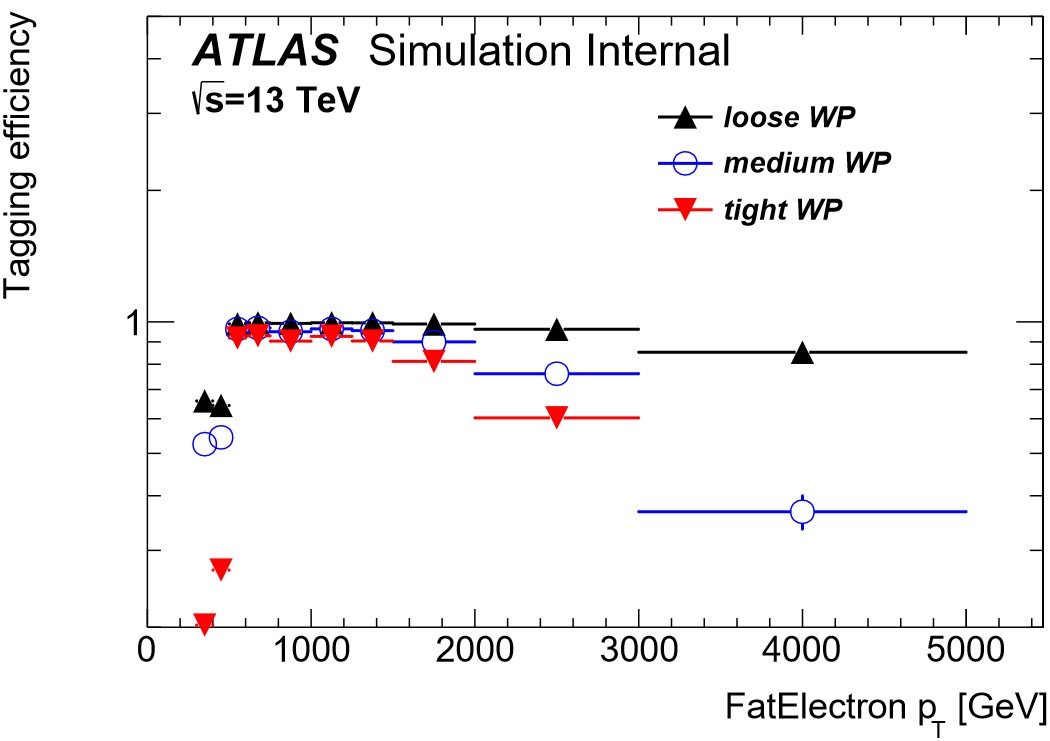 Tagging efficiency
ATLAS Simulation Internal
√s=13 TeV
loose WP
medium WP
tight WP
1
0 1000 2000 3000 4000 5000
FatElectron p_T [GeV]